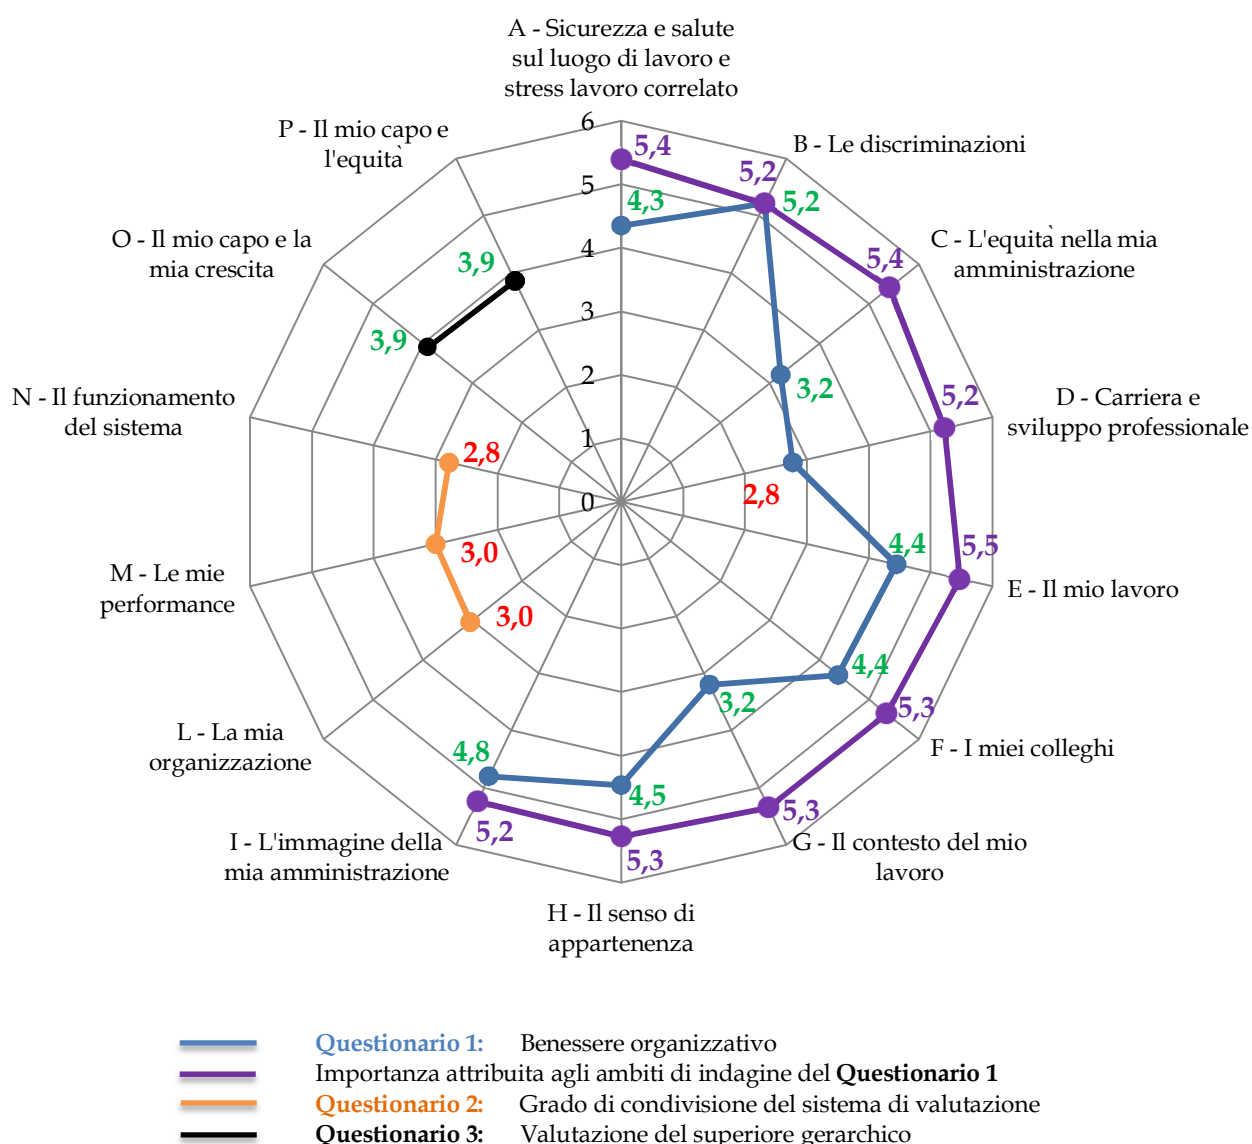 A - Sicurezza e salute
sul luogo di lavoro e
stress lavoro correlato
P - Il mio capo e
l'equità
B - Le discriminazioni
O - Il mio capo e la
mia crescita
C - L'equità nella mia
amministrazione
N - Il funzionamento
del sistema
D - Carriera e
sviluppo professionale
M - Le mie
performance
E - Il mio lavoro
L - La mia
organizzazione
F - I miei colleghi
I - L'immagine della
mia amministrazione
G - Il contesto del mio
lavoro
H - Il senso di
appartenenza
6
5
4
3
2
1
0
5,4
5,2
5,4
5,2
5,5
5,3
5,3
5,3
5,2
4,3
5,2
3,2
2,8
4,4
4,4
3,2
4,5
4,8
3,0
3,0
2,8
3,9
3,9
Questionario 1: Benessere organizzativo
Importanza attribuita agli ambiti di indagine del Questionario 1
Questionario 2: Grado di condivisione del sistema di valutazione
Questionario 3: Valutazione del superiore gerarchico